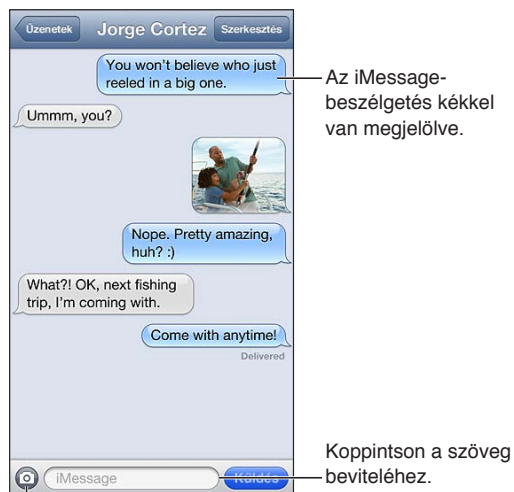 Üzenetek Jorge Cortez Szerkesztés
You won't believe who just
reeled in a big one.
Az iMessage-
beszélgetés kékkel
van megjelölve.
Ummm, you?
Nope. Pretty amazing,
huh? :)
What?! OK, next fishing
trip, I'm coming with.
Come with anytime!
Delivered
iMessage Küldés
Koppintson a szöveg
beviteléhez.